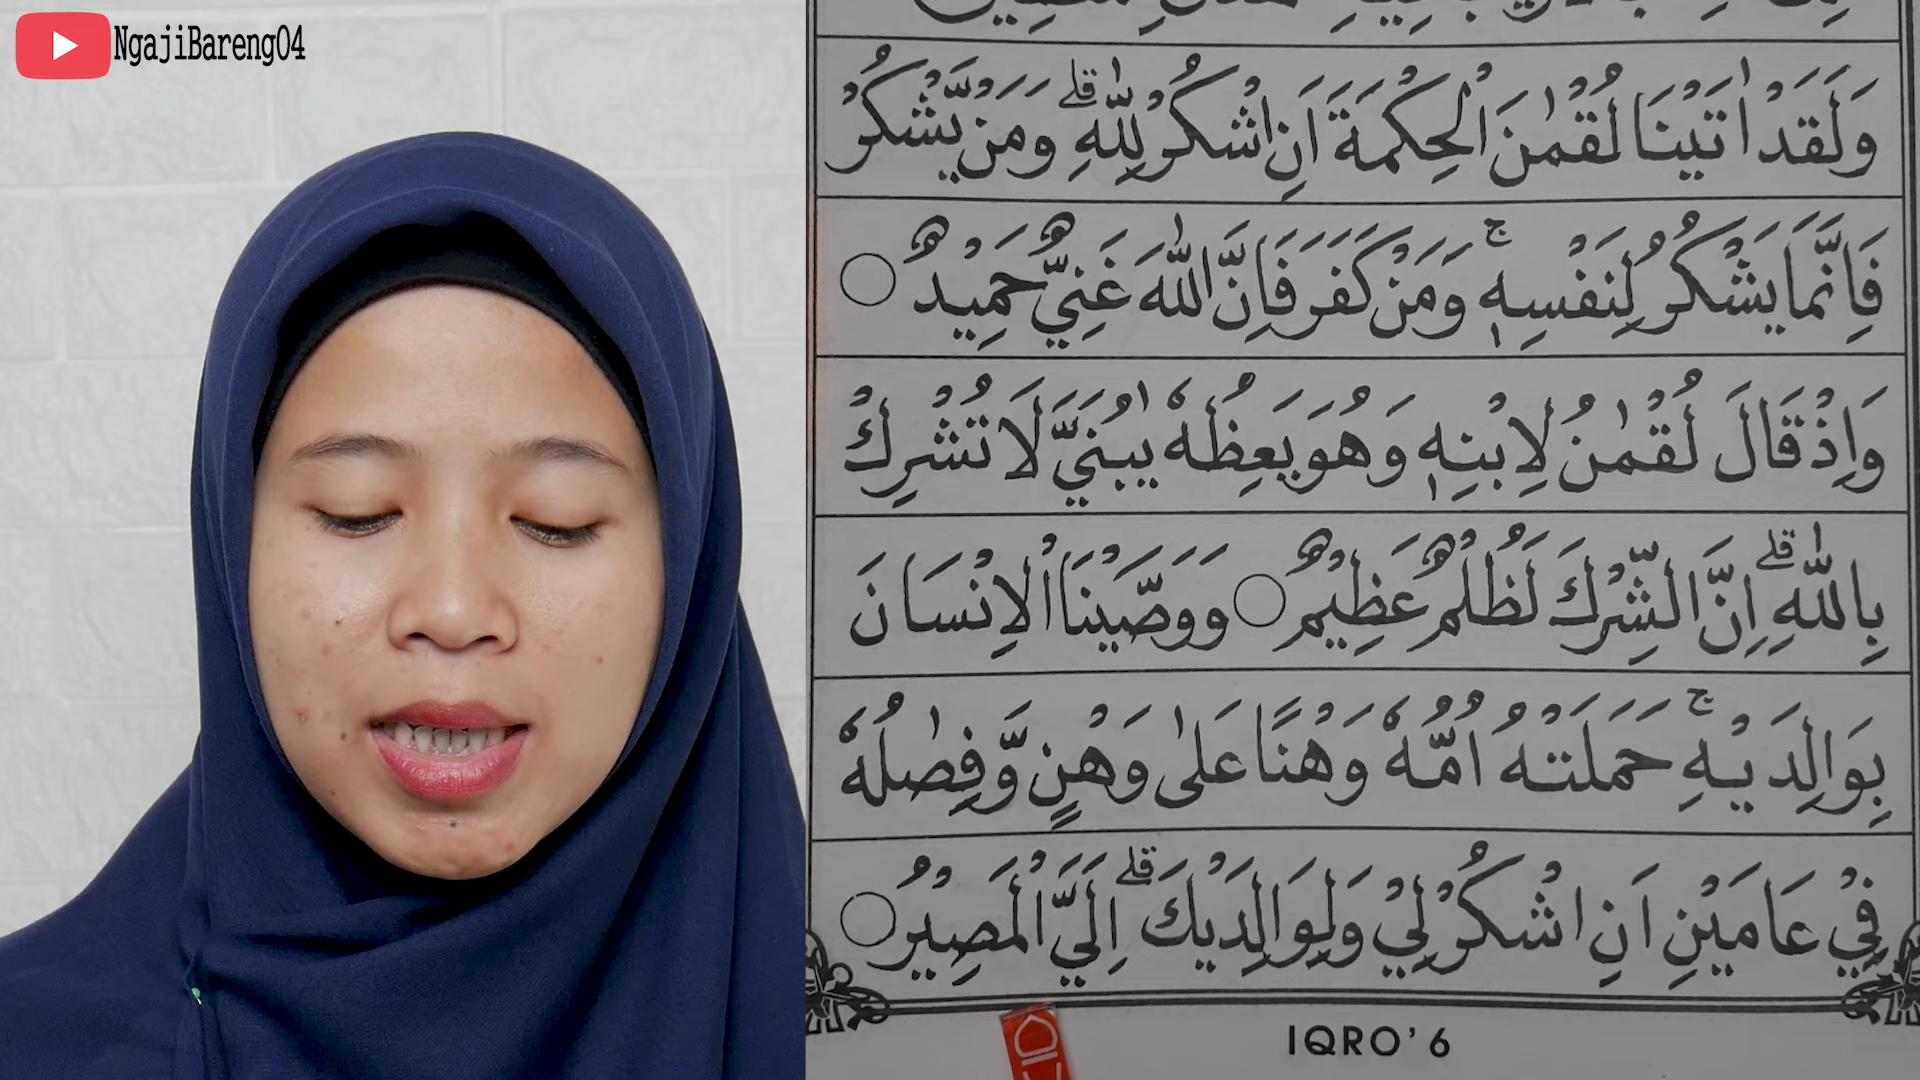 NgajiBareng04
وَلَقَدْ اٰتَيْنَا لُقْمٰنَ الْحِكْمَةَ اَنِ اشْكُرْ لِلّٰهِ ۗ وَمَنْ يَّشْكُرْ
فَاِنَّمَا يَشْكُرُ لِنَفْسِهٖ ۚ وَمَنْ كَفَرَ فَاِنَّ اللّٰهَ غَنِيٌّ حَمِيْدٌ ○
وَاِذْ قَالَ لُقْمٰنُ لِابْنِهٖ وَهُوَ يَعِظُهٗ يٰبُنَيَّ لَا تُشْرِكْ
بِاللّٰهِ ۗ اِنَّ الشِّرْكَ لَظُلْمٌ عَظِيْمٌ ○ وَوَصَّيْنَا الْاِنْسَانَ
بِوَالِدَيْهِ ۚ حَمَلَتْهُ اُمُّهٗ وَهْنًا عَلٰى وَهْنٍ وَّفِصٰلُهٗ
فِيْ عَامَيْنِ اَنِ اشْكُرْ لِيْ وَلِوَالِدَيْكَ ۗ اِلَيَّ الْمَصِيْرُ ○
IQRO' 6